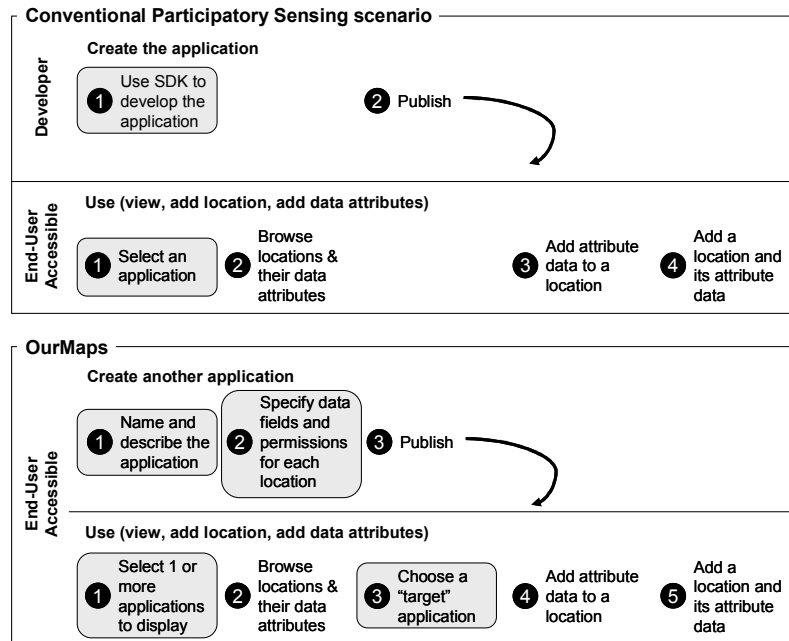 Conventional Participatory Sensing scenario
Developer
Create the application
1
Use SDK to
develop the
application
2 Publish
End-User
Accessible
Use (view, add location, add data attributes)
1
Select an
application
2
Browse
locations &
their data
attributes
3
Add attribute
data to a
location
4
Add a
location and
its attribute
data
OurMaps
End-User
Accessible
Create another application
1
Name and
describe the
application
2
Specify data
fields and
permissions
for each
location
3 Publish
Use (view, add location, add data attributes)
1
Select 1 or
more
applications
to display
2
Browse
locations &
their data
attributes
3
Choose a
“target”
application
4
Add attribute
data to a
location
5
Add a
location and
its attribute
data